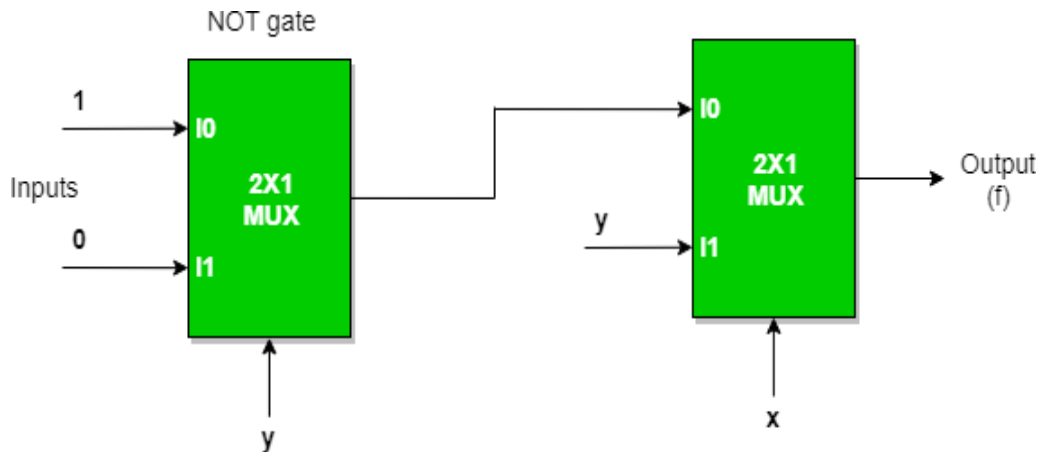 NOT gate
1
I0
Inputs
2X1
MUX
0
I1
y
I0
2X1
MUX
y
I1
x
Output
(f)